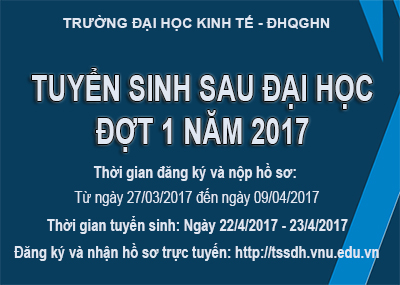 TRƯỜNG ĐẠI HỌC KINH TẾ - ĐHQGHN
TUYỂN SINH SAU ĐẠI HỌC
ĐỢT 1 NĂM 2017
Thời gian đăng ký và nộp hồ sơ:
Từ ngày 27/03/2017 đến ngày 09/04/2017
Thời gian tuyển sinh: Ngày 22/4/2017 - 23/4/2017
Đăng ký và nhận hồ sơ trực tuyến: http://tssdh.vnu.edu.vn